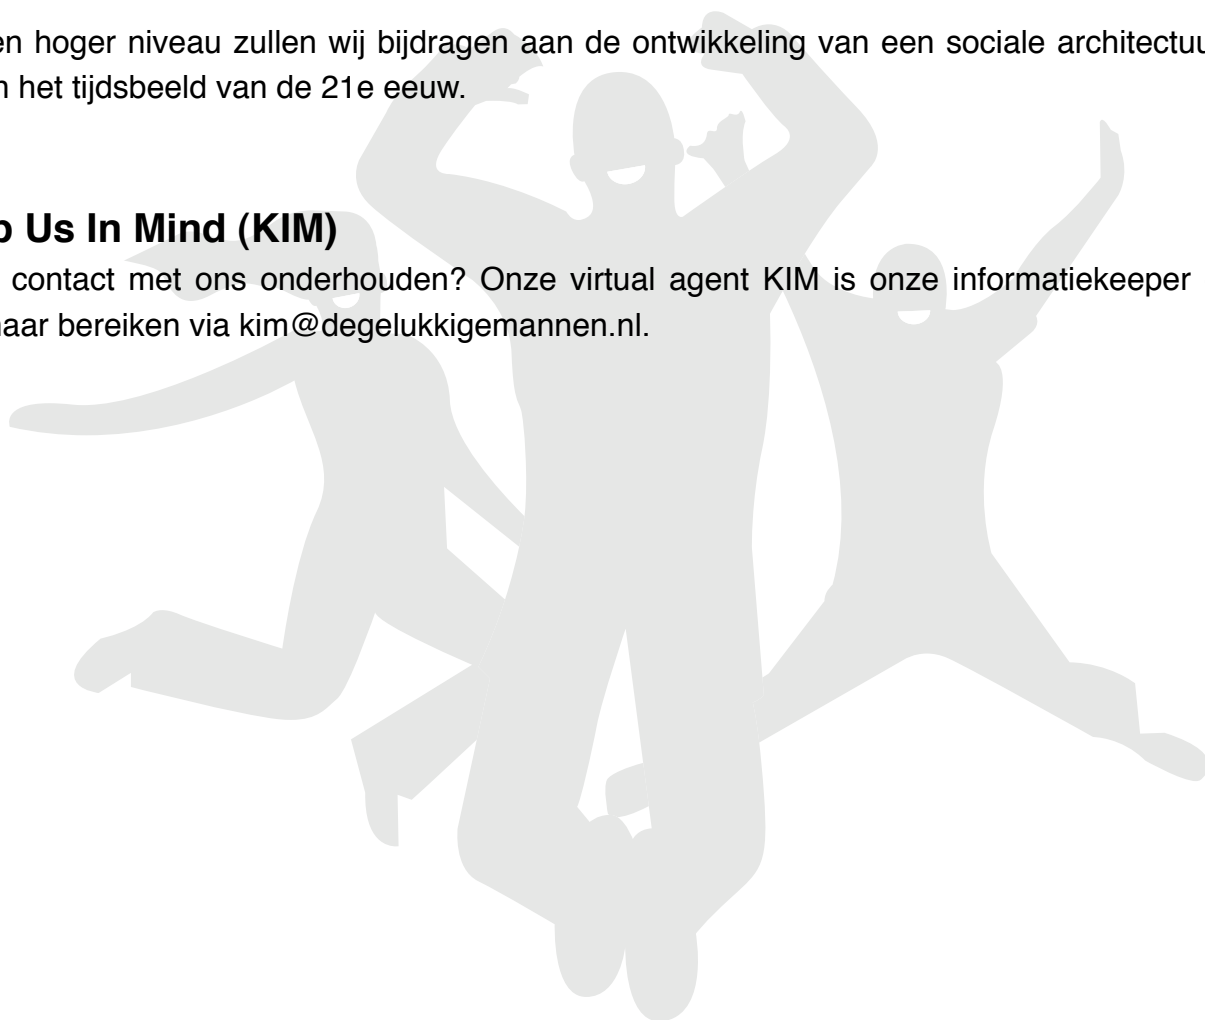 en hoger niveau zullen wij bijdragen aan de ontwikkeling van een sociale architectuu
n het tijdsbeeld van de 21e eeuw.
p Us In Mind (KIM)
contact met ons onderhouden? Onze virtual agent KIM is onze informatiekeeper
naar bereiken via kim@degelukkigemannen.nl.